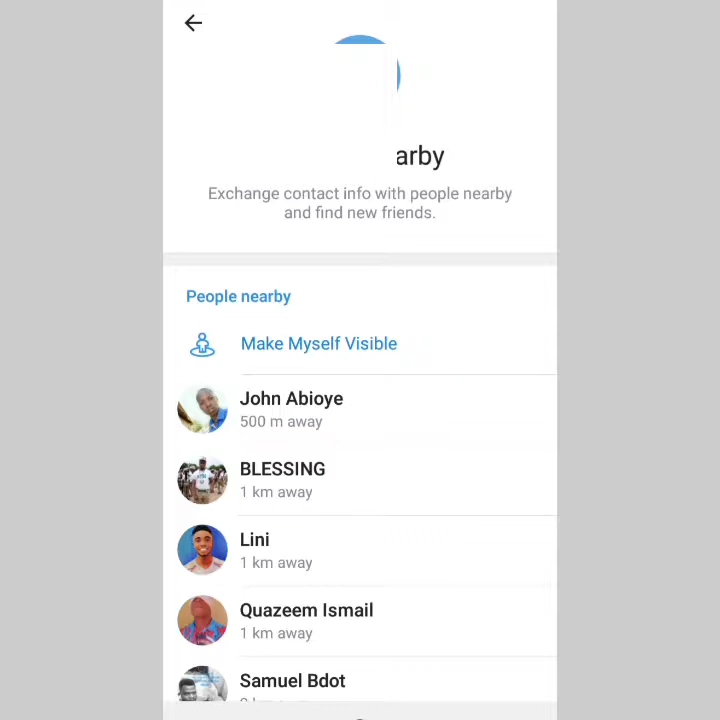 arby
Exchange contact info with people nearby
and find new friends.
People nearby
Make Myself Visible
John Abioye
500 m away
BLESSING
1 km away
Lini
1 km away
Quazeem Ismail
1 km away
Samuel Bdot